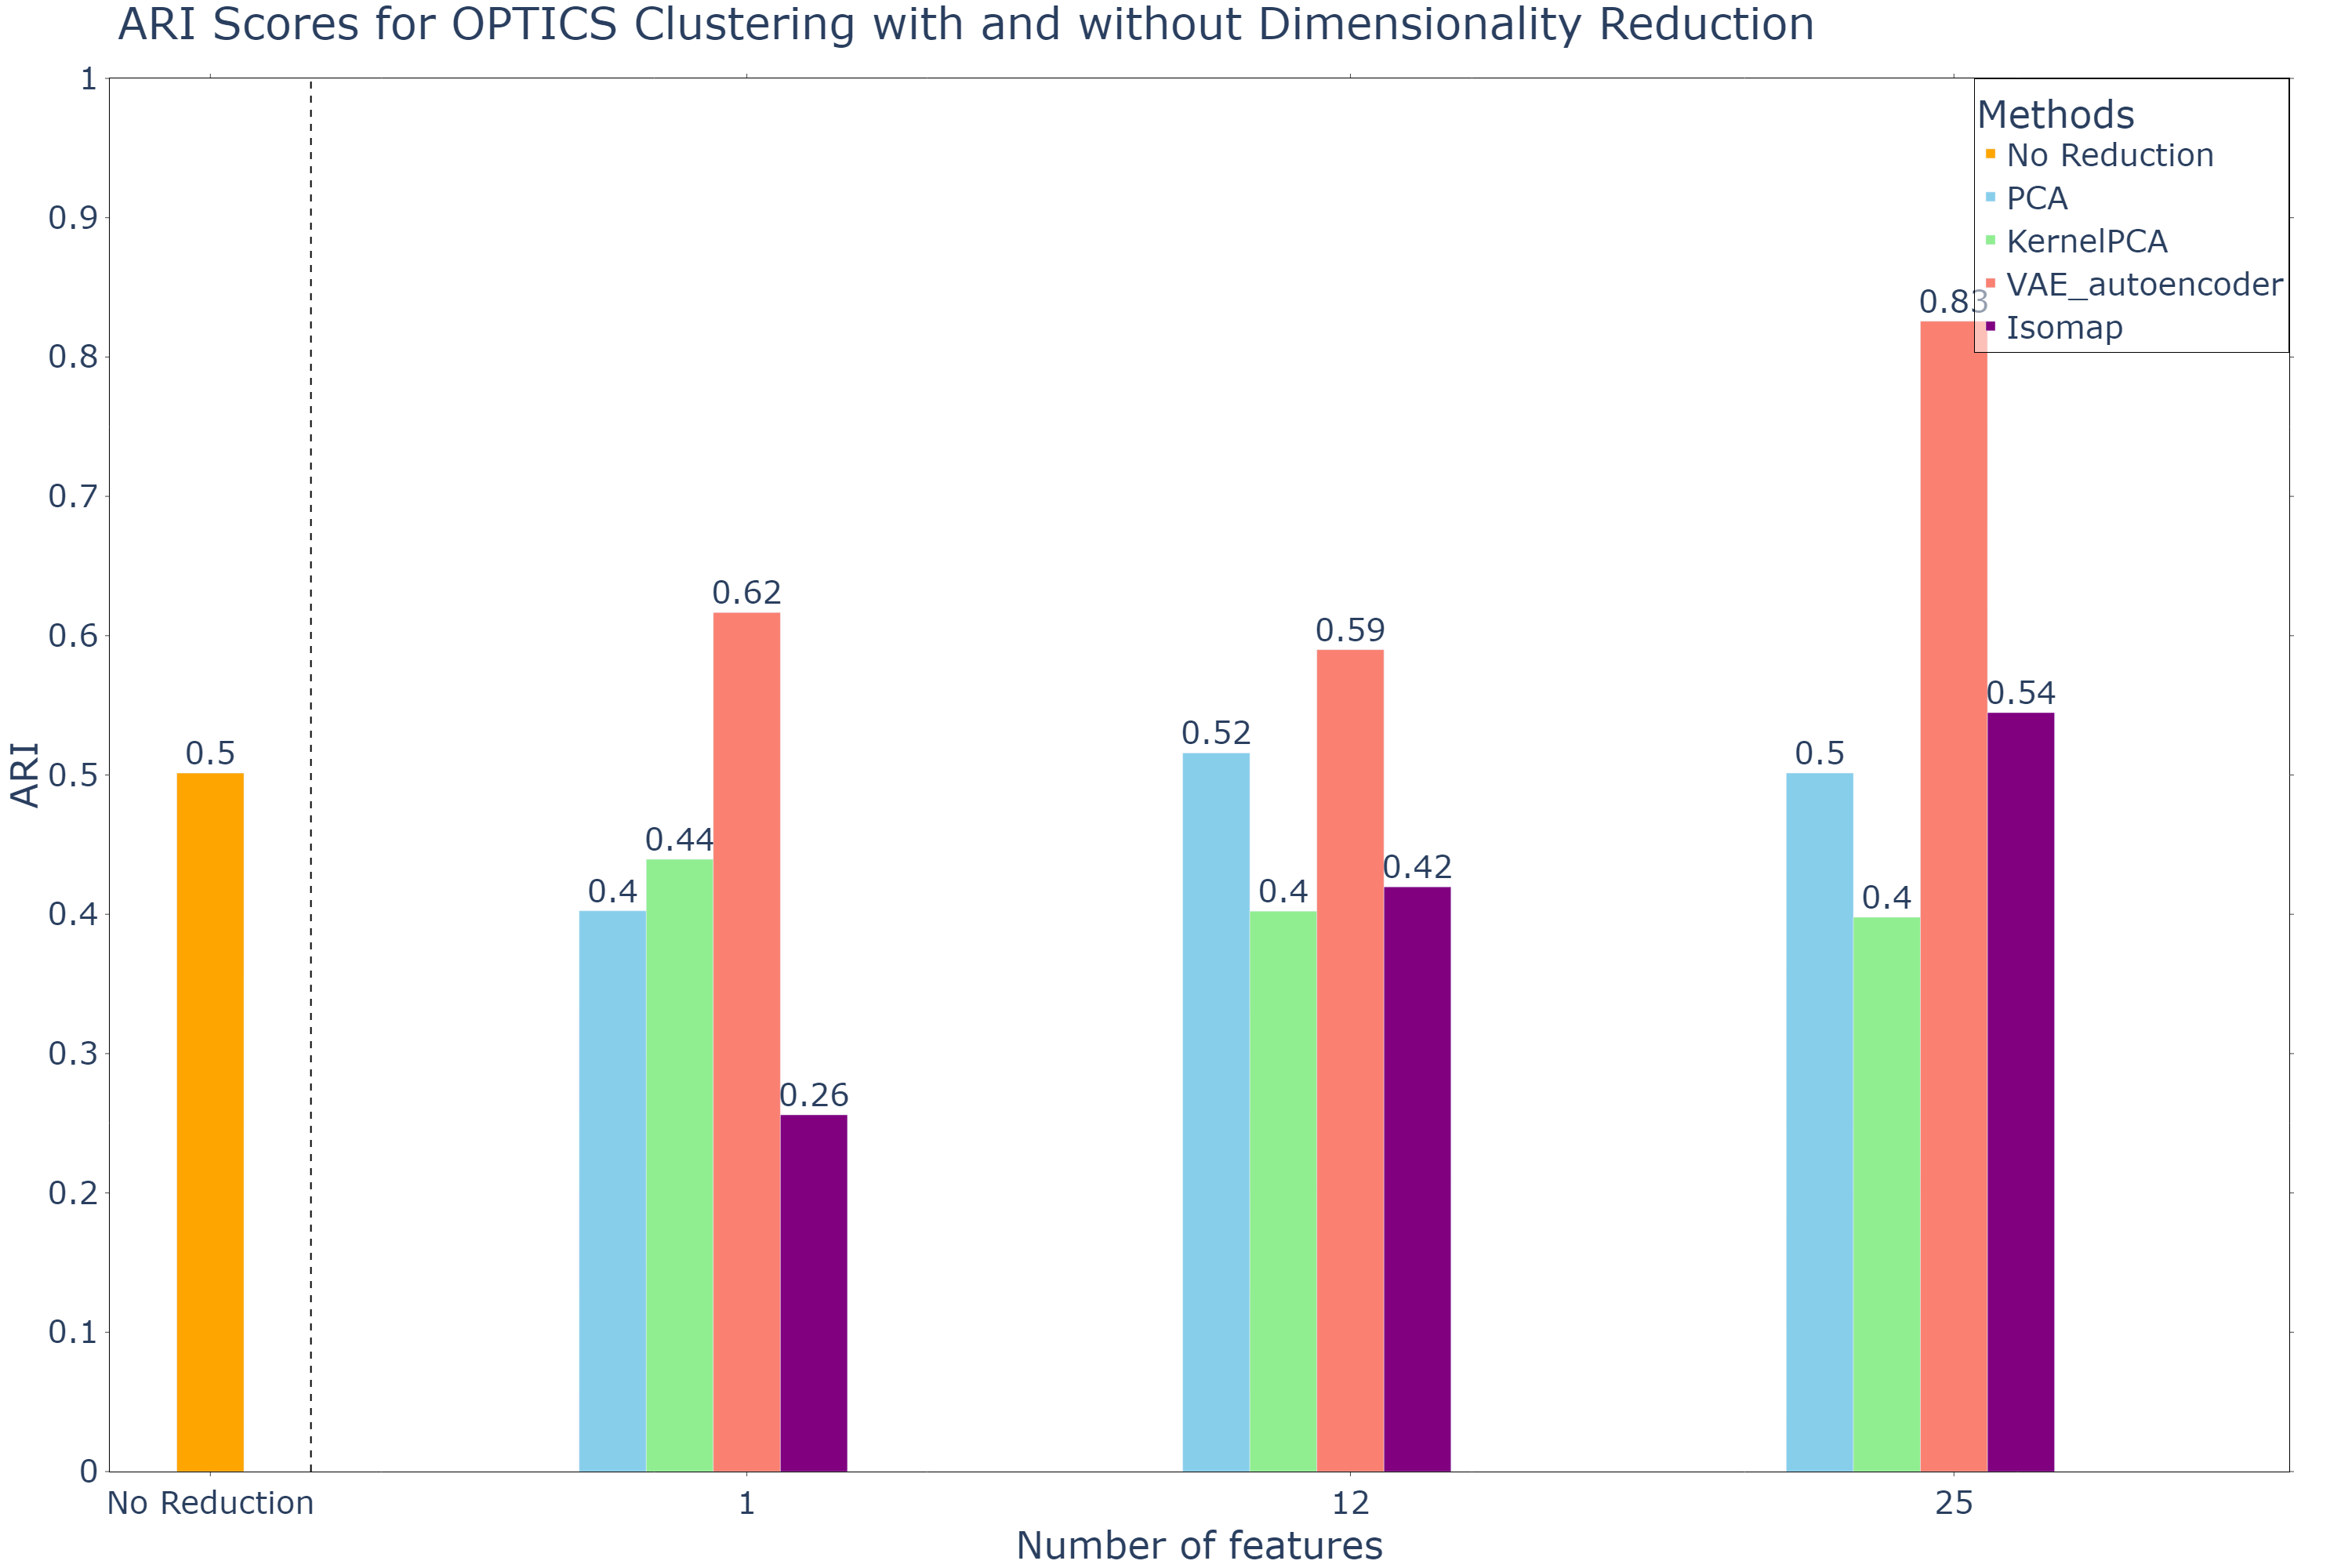 ARI Scores for OPTICS Clustering with and without Dimensionality Reduction
1
0.9
0.8
0.7
0.6
0.5
0.4
0.3
0.2
0.1
0
ARI
Methods
No Reduction
PCA
KernelPCA
VAE_autoencoder
Isomap
0.5
0.4
0.44
0.62
0.26
0.52
0.4
0.59
0.42
0.5
0.4
0.83
0.54
No Reduction
1
12
25
Number of features